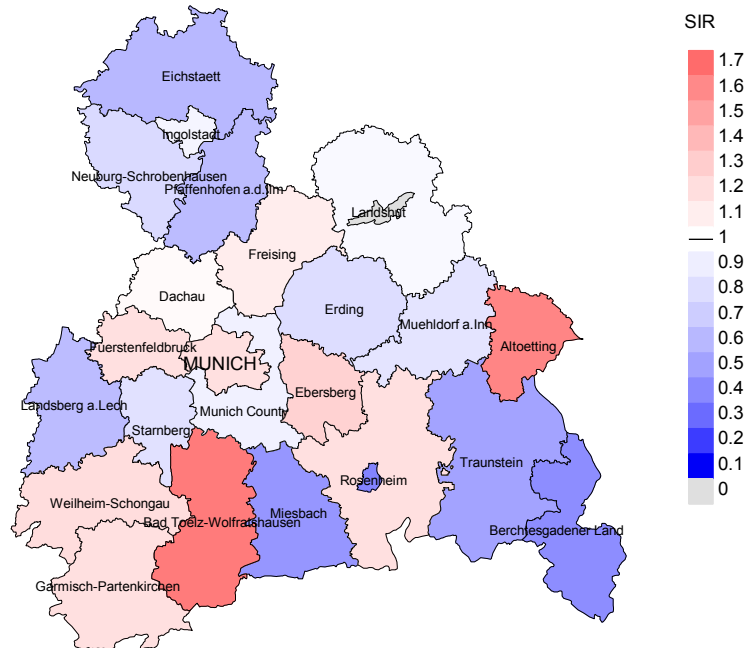 SIR
1.7
1.6
1.5
1.4
1.3
1.2
1.1
1
0.9
0.8
0.7
0.6
0.5
0.4
0.3
0.2
0.1
0
Eichstaett
Ingolstadt
Neuburg-Schrobenhausen
Pfaffenhofen a.d.Ilm
Landshut
Freising
Dachau
Erding
Muehldorf a.Inn
Altoetting
Fuerstenfeldbruck
MUNICH
Ebersberg
Landsberg a.Lech
Munich County
Starnberg
Traunstein
Rosenheim
Miesbach
Weilheim-Schongau
Bad Toelz-Wolfratshausen
Berchtesgadener Land
Garmisch-Partenkirchen